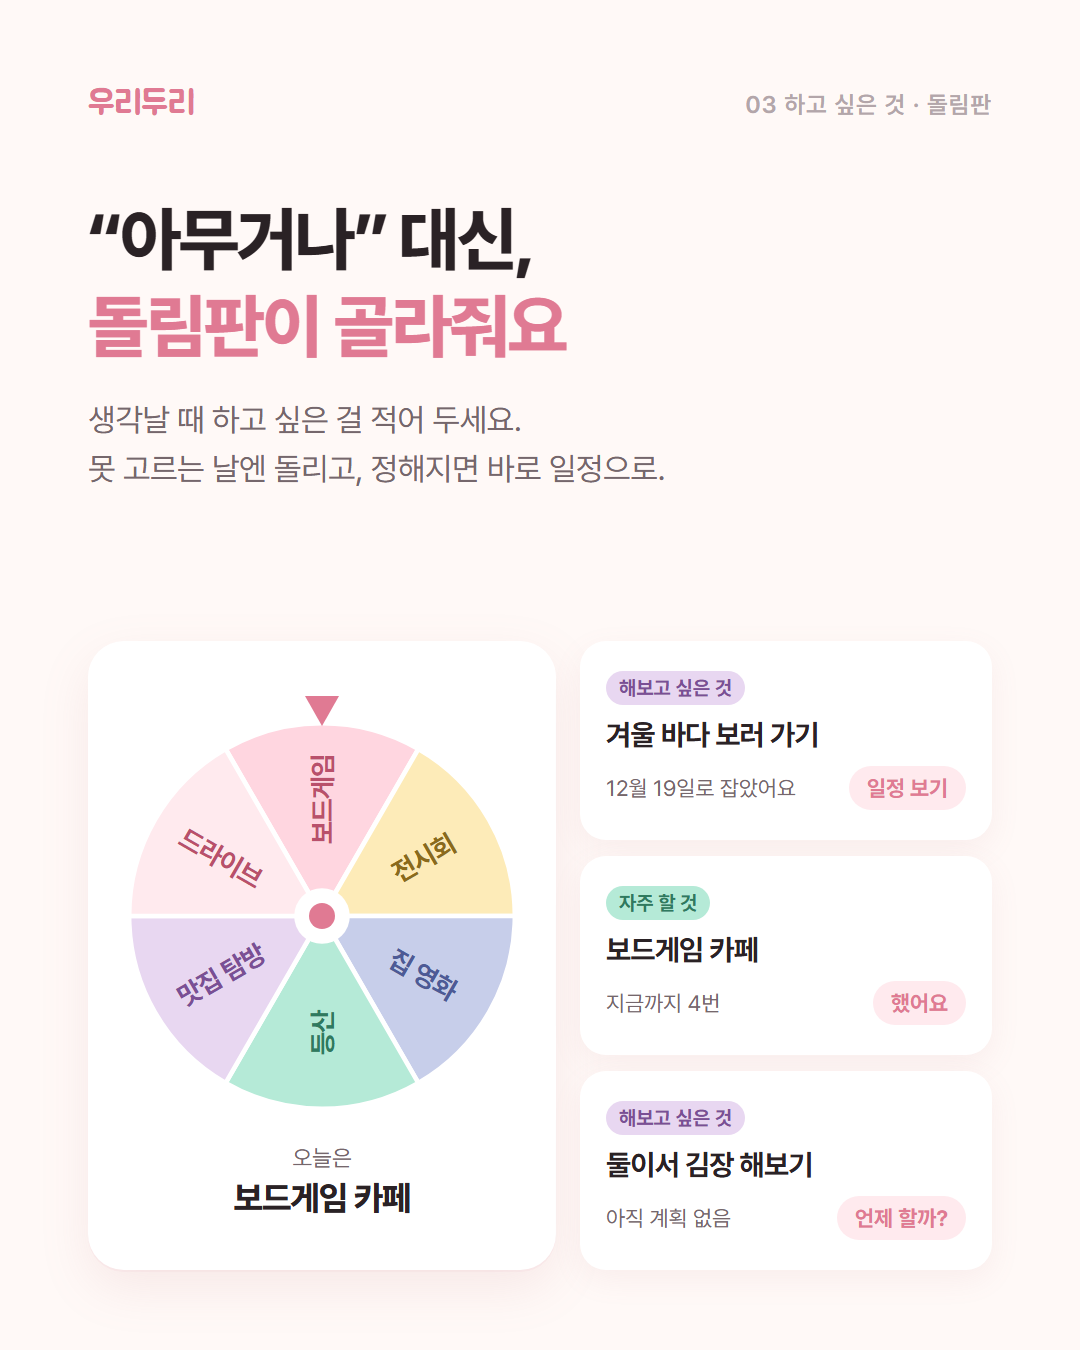 우리두리
03 하고 싶은 것 · 돌림판
“아무거나” 대신,
돌림판이 골라줘요
생각날 때 하고 싶은 걸 적어 두세요.
못 고르는 날엔 돌리고, 정해지면 바로 일정으로.
보드게임
전시회
집 영화
등산
맛집 탐방
드라이브
오늘은
보드게임 카페
해보고 싶은 것
겨울 바다 보러 가기
12월 19일로 잡았어요
일정 보기
자주 할 것
보드게임 카페
지금까지 4번
했어요
해보고 싶은 것
둘이서 김장 해보기
아직 계획 없음
언제 할까?